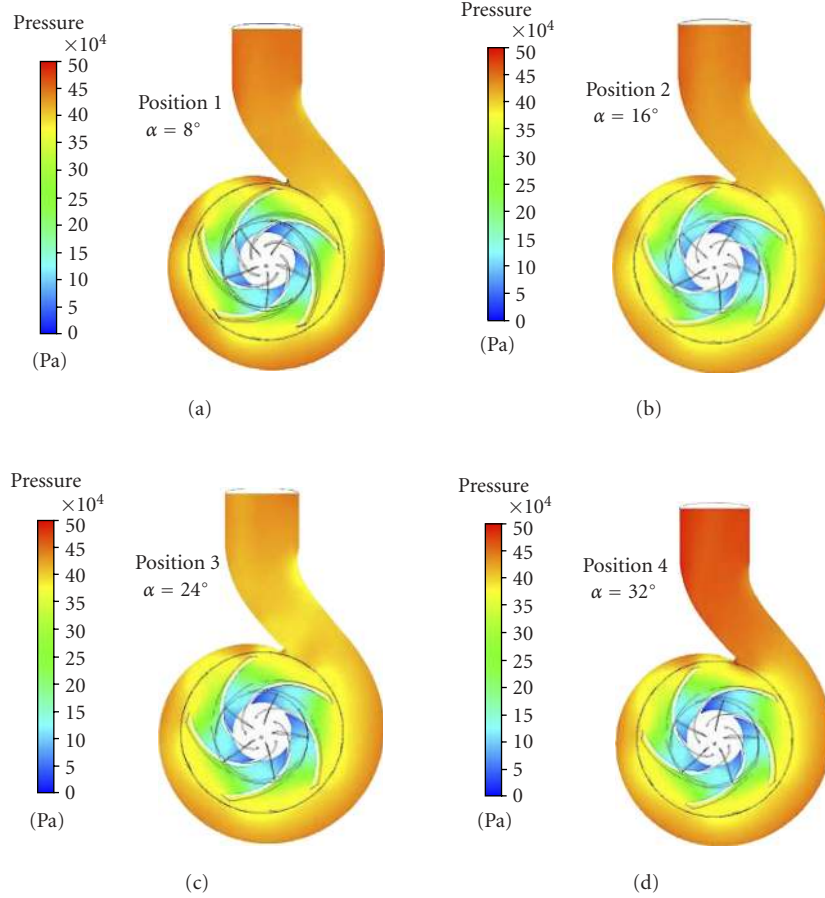 Pressure
×10⁴
50
45
40
35
30
25
20
15
10
5
0
(Pa)
Position 1
α = 8°
(a)
Pressure
×10⁴
50
45
40
35
30
25
20
15
10
5
0
(Pa)
Position 2
α = 16°
(b)
Pressure
×10⁴
50
45
40
35
30
25
20
15
10
5
0
(Pa)
Position 3
α = 24°
(c)
Pressure
×10⁴
50
45
40
35
30
25
20
15
10
5
0
(Pa)
Position 4
α = 32°
(d)